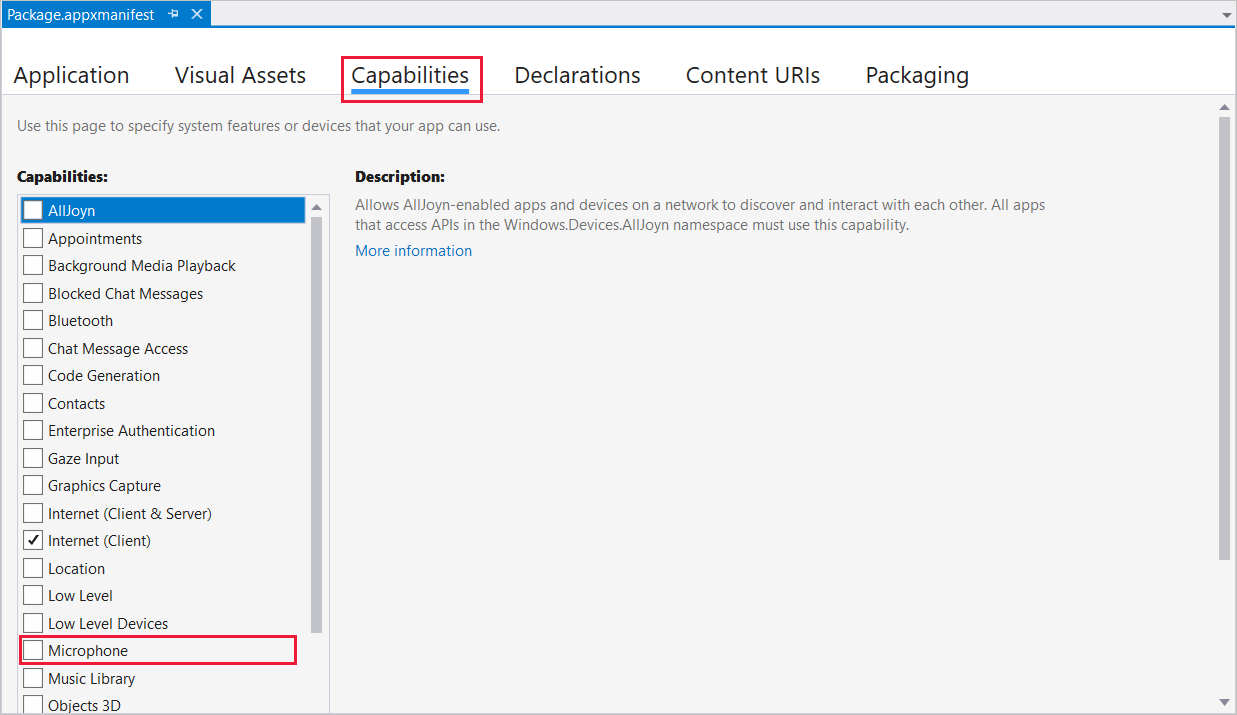 Package.appxmanifest
Application Visual Assets Capabilities Declarations Content URIs Packaging
Use this page to specify system features or devices that your app can use.
Capabilities:
AllJoyn
Appointments
Background Media Playback
Blocked Chat Messages
Bluetooth
Chat Message Access
Code Generation
Contacts
Enterprise Authentication
Gaze Input
Graphics Capture
Internet (Client & Server)
Internet (Client)
Location
Low Level
Low Level Devices
Microphone
Music Library
Objects 3D
Description:
Allows AllJoyn-enabled apps and devices on a network to discover and interact with each other. All apps
that access APIs in the Windows.Devices.AllJoyn namespace must use this capability.
More information